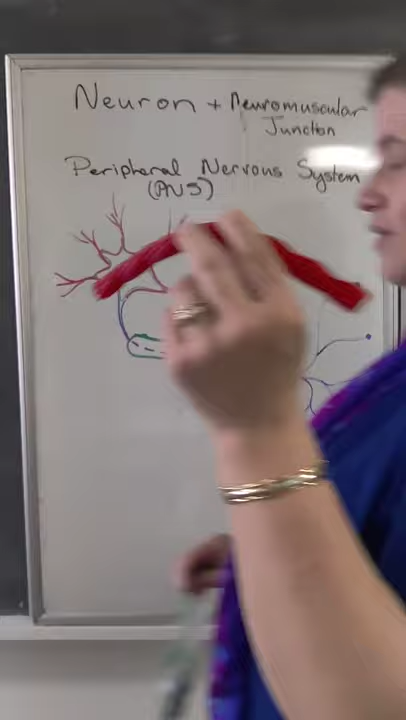 Neuron + Neuromuscular
Junction
Peripheral Nervous System
(PNS)